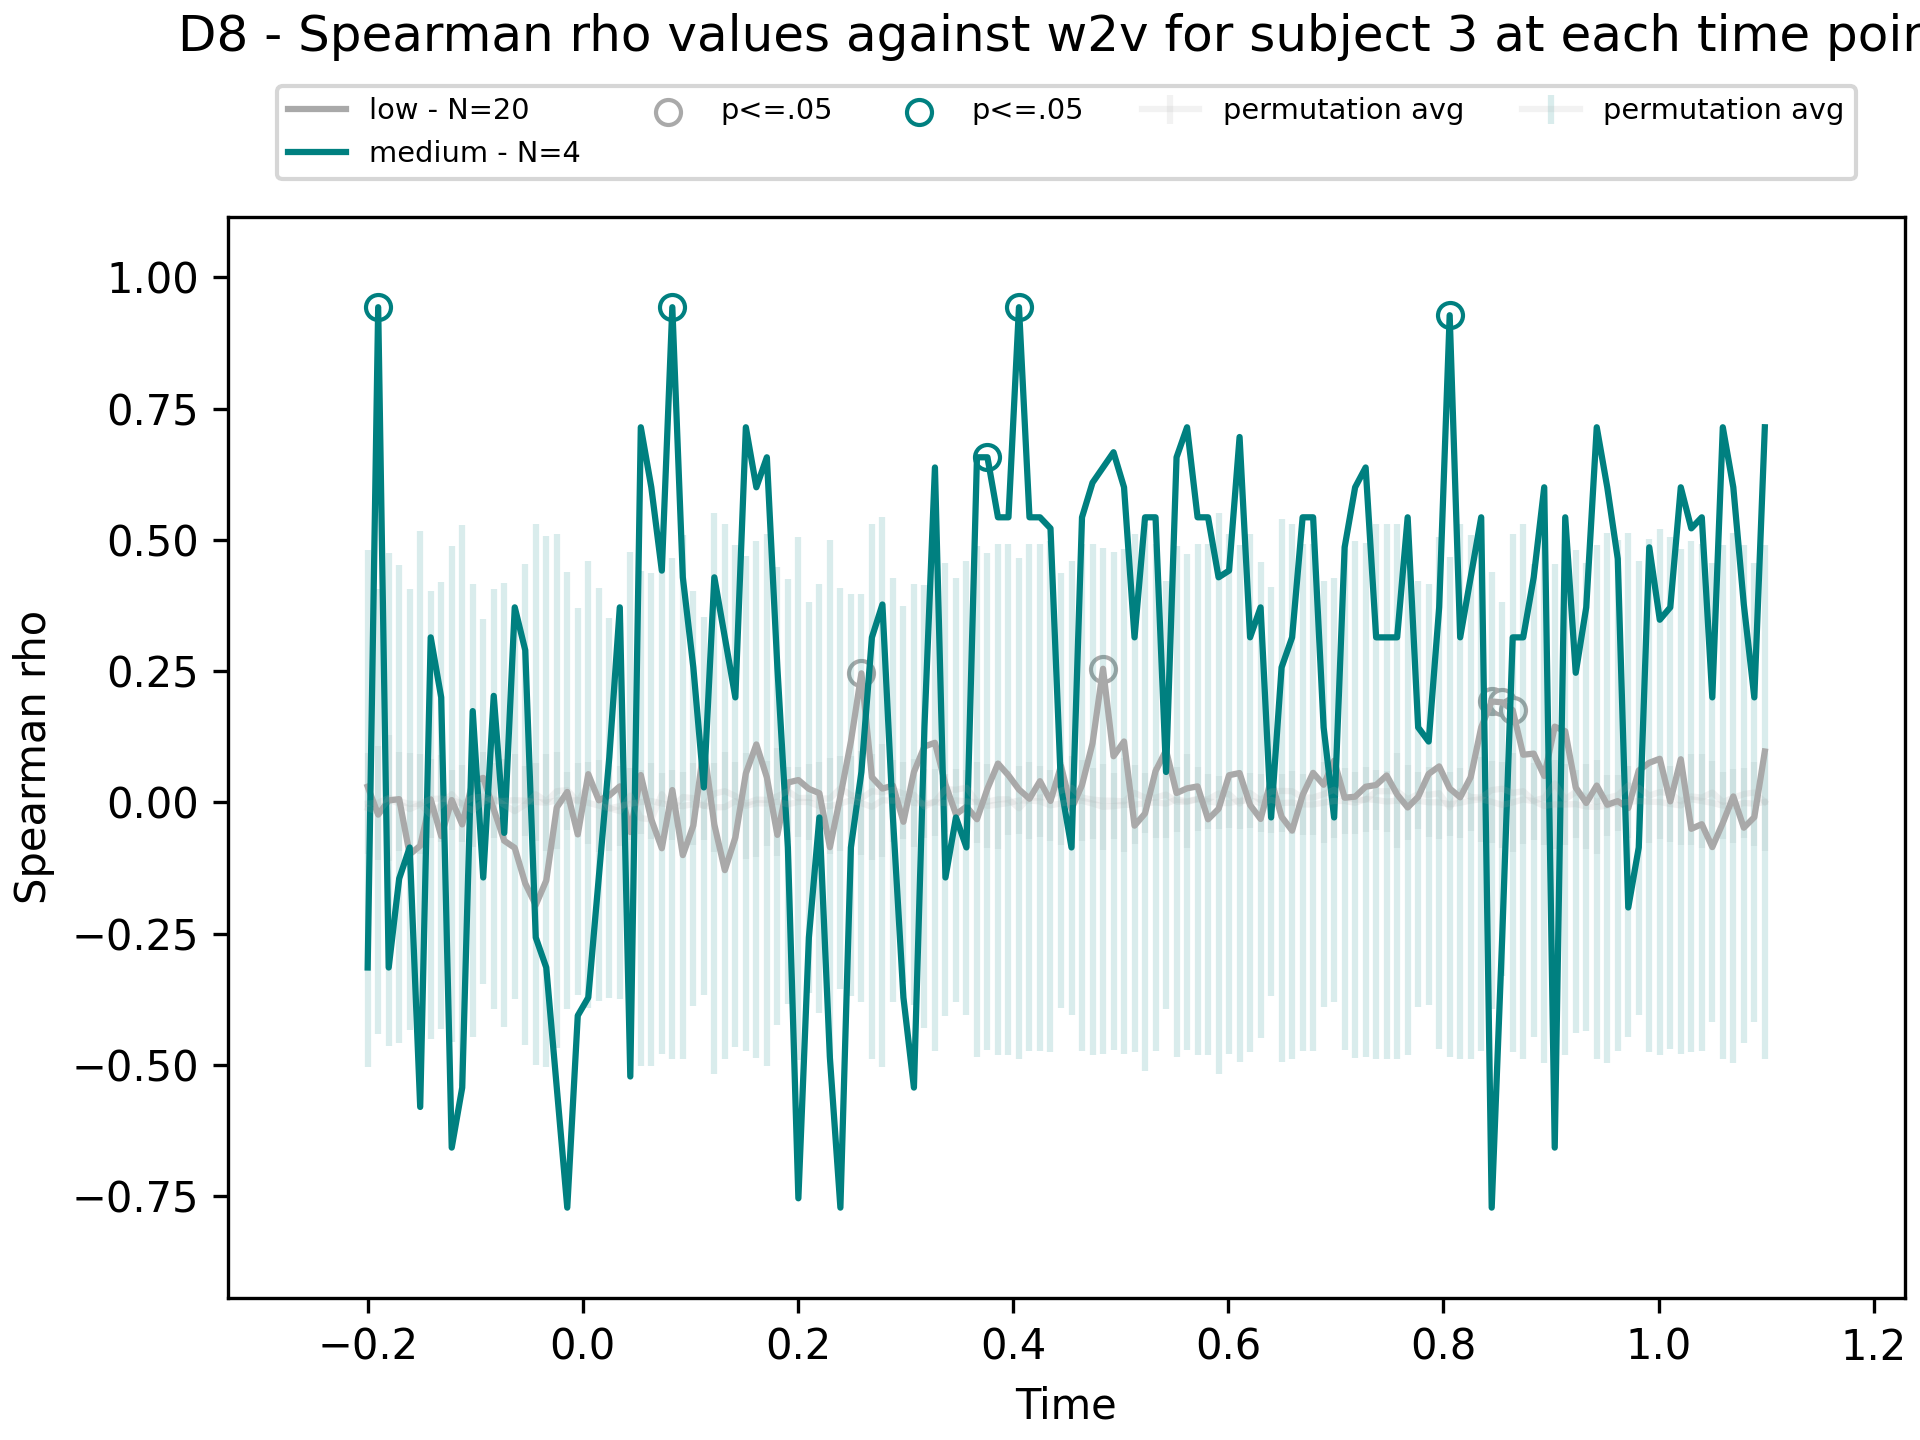 D8 - Spearman rho values against w2v for subject 3 at each time poin
low - N=20 p<=.05 p<=.05 permutation avg permutation avg
medium - N=4
1.00
0.75
0.50
0.25
0.00
−0.25
−0.50
−0.75
Spearman rho
−0.2 0.0 0.2 0.4 0.6 0.8 1.0 1.2
Time